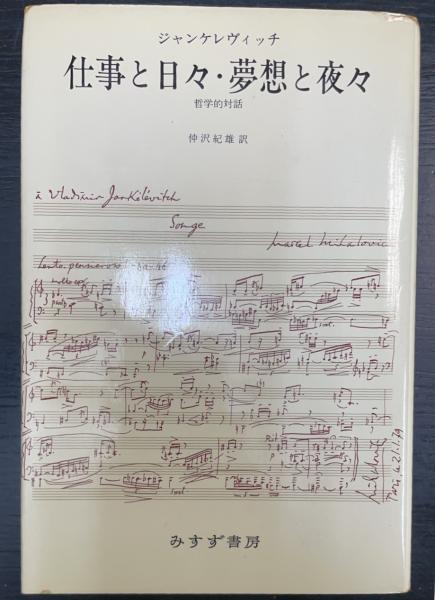 ジャンケレヴィッチ
仕事と日々・夢想と夜々
哲学的対話
仲沢紀雄訳
à Vladimir Jankélévitch
Songe
Marcel Mihalovici
みすず書房